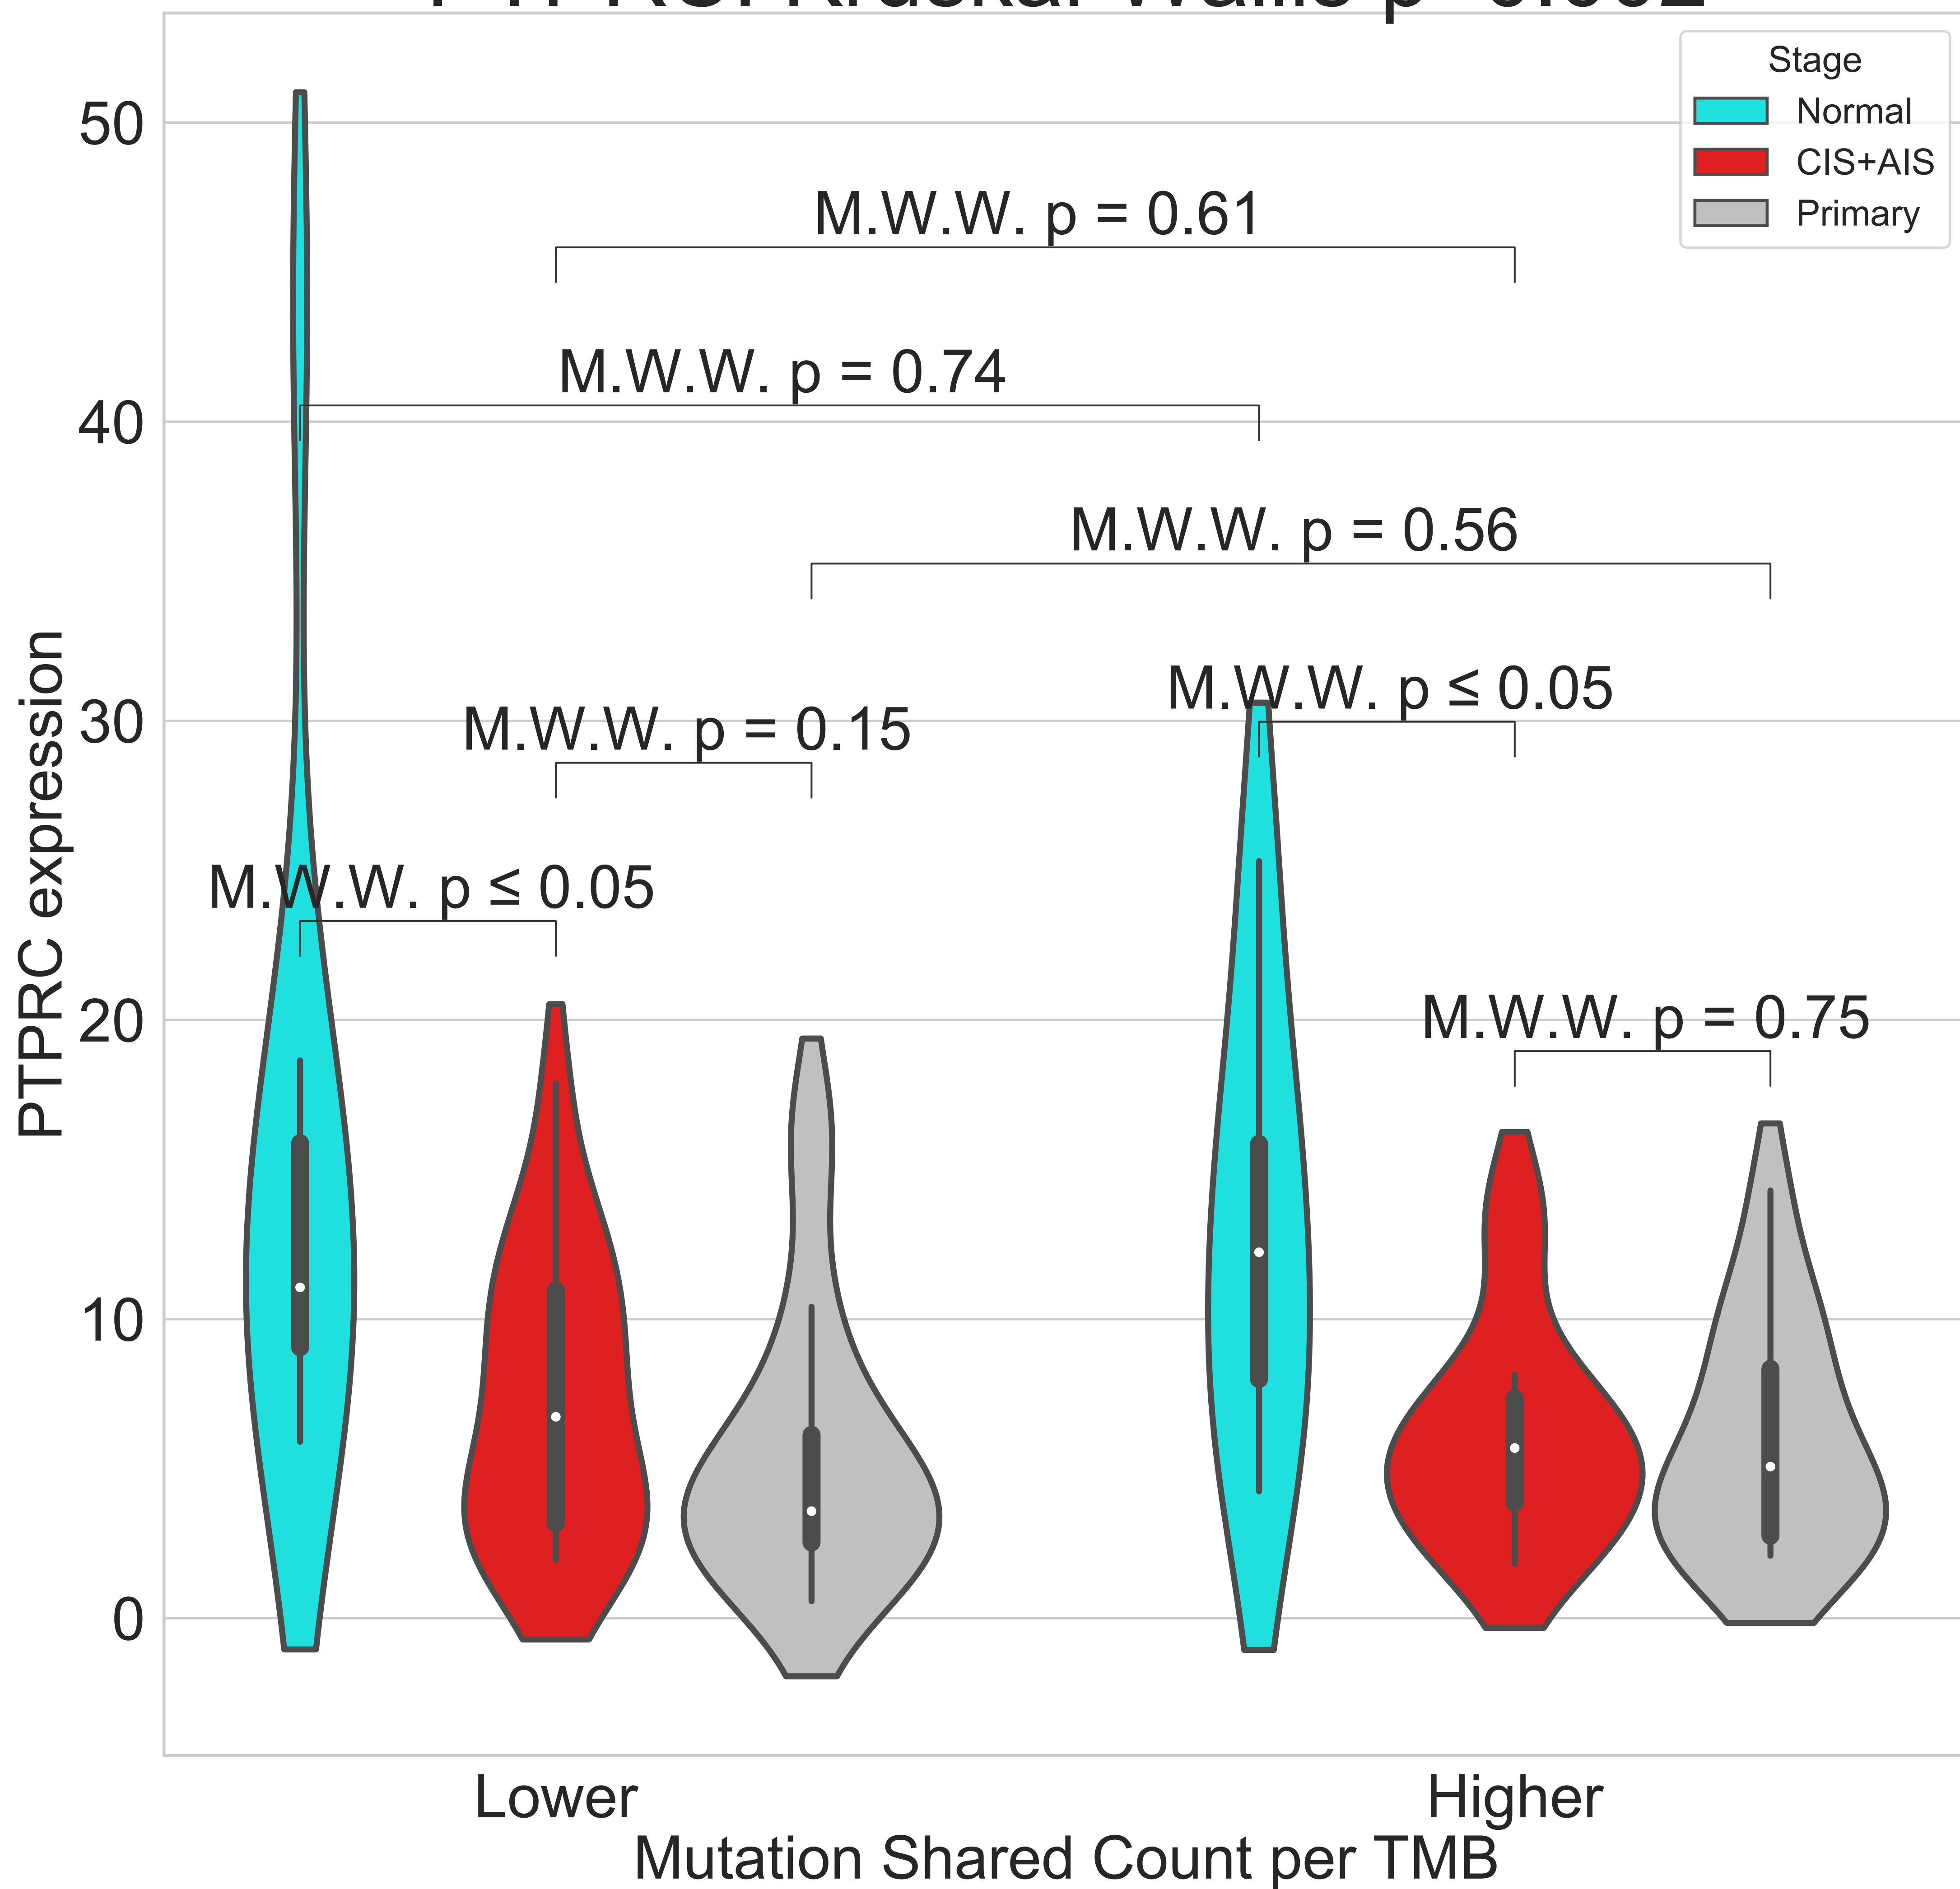 Stage
Normal
CIS+AIS
Primary
50
40
30
20
10
0
M.W.W. p = 0.61
M.W.W. p = 0.74
M.W.W. p = 0.56
M.W.W. p ≤ 0.05
M.W.W. p = 0.15
M.W.W. p ≤ 0.05
M.W.W. p = 0.75
PTPRC expression
Lower
Higher
Mutation Shared Count per TMB